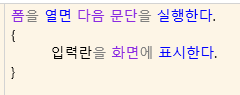 폼을 열면 다음 문단을 실행한다.
{
입력란을 화면에 표시한다.
}